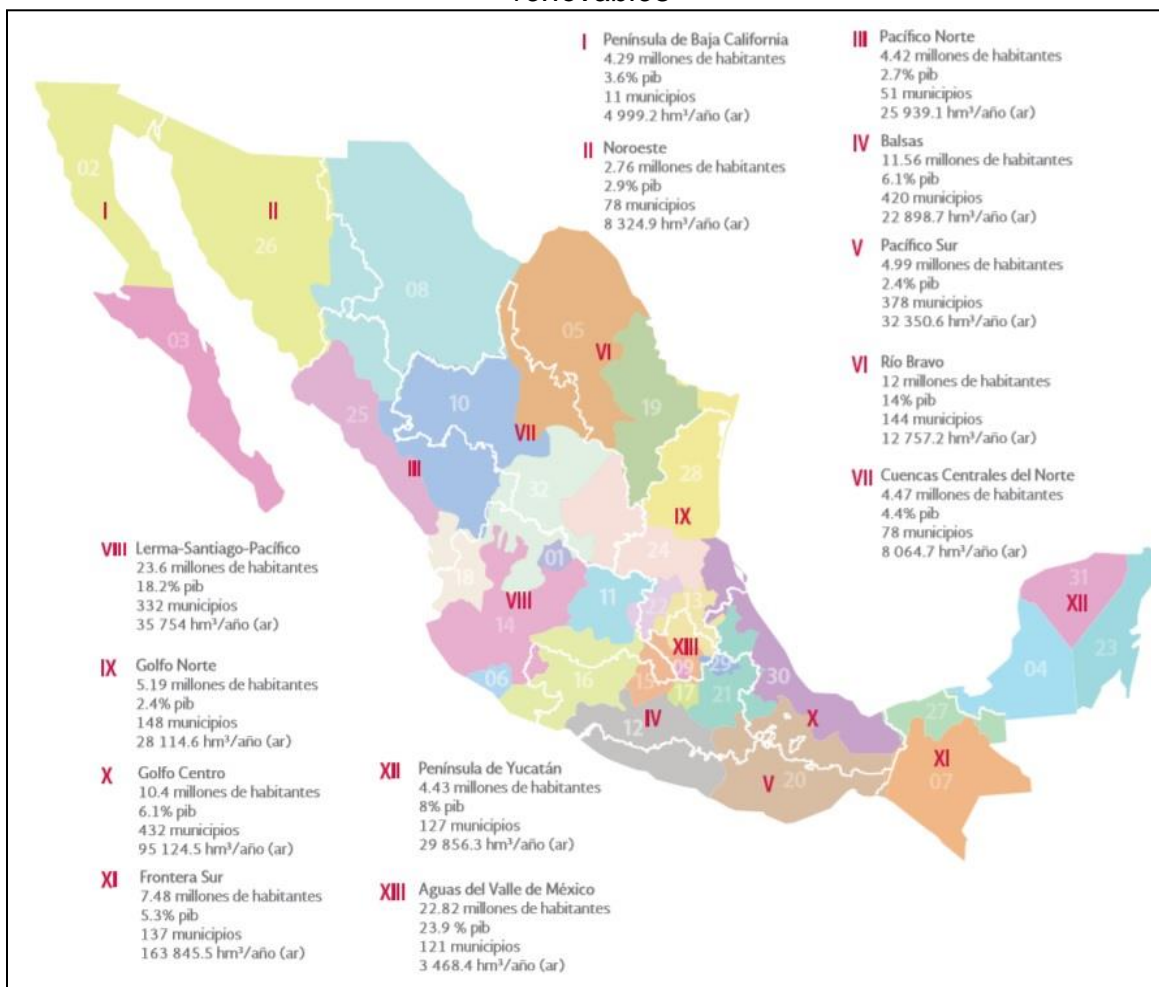 I Península de Baja California
4.29 millones de habitantes
3.6% pib
11 municipios
4 999.2 hm³/año (ar)
II Noroeste
2.76 millones de habitantes
2.9% pib
78 municipios
8 324.9 hm³/año (ar)
III Pacífico Norte
4.42 millones de habitantes
2.7% pib
51 municipios
25 939.1 hm³/año (ar)
IV Balsas
11.56 millones de habitantes
6.1% pib
420 municipios
22 898.7 hm³/año (ar)
V Pacífico Sur
4.99 millones de habitantes
2.4% pib
378 municipios
32 350.6 hm³/año (ar)
VI Río Bravo
12 millones de habitantes
14% pib
144 municipios
12 757.2 hm³/año (ar)
VII Cuencas Centrales del Norte
4.47 millones de habitantes
4.4% pib
78 municipios
8 064.7 hm³/año (ar)
VIII Lerma-Santiago-Pacífico
23.6 millones de habitantes
18.2% pib
332 municipios
35 754 hm³/año (ar)
IX Golfo Norte
5.19 millones de habitantes
2.4% pib
148 municipios
28 114.6 hm³/año (ar)
X Golfo Centro
10.4 millones de habitantes
6.1% pib
432 municipios
95 124.5 hm³/año (ar)
XI Frontera Sur
7.48 millones de habitantes
5.3% pib
137 municipios
163 845.5 hm³/año (ar)
XII Península de Yucatán
4.43 millones de habitantes
8% pib
127 municipios
29 856.3 hm³/año (ar)
XIII Aguas del Valle de México
22.82 millones de habitantes
23.9 % pib
121 municipios
3 468.4 hm³/año (ar)
02
I
II
26
08
03
05
VI
25
10
19
VII
III
32
28
IX
24
01
18
VIII
11
22
13
14
XIII
31
XII
23
09
29
06
16
15
17
21
30
04
12
IV
X
27
V
20
XI
07